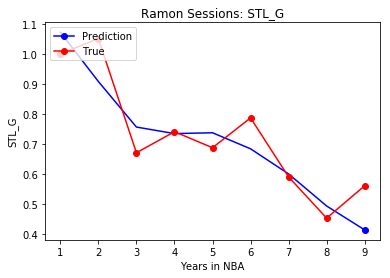 Ramon Sessions: STL_G
Prediction
True
1.1
1.0
0.9
0.8
0.7
0.6
0.5
0.4
STL_G
1 2 3 4 5 6 7 8 9
Years in NBA